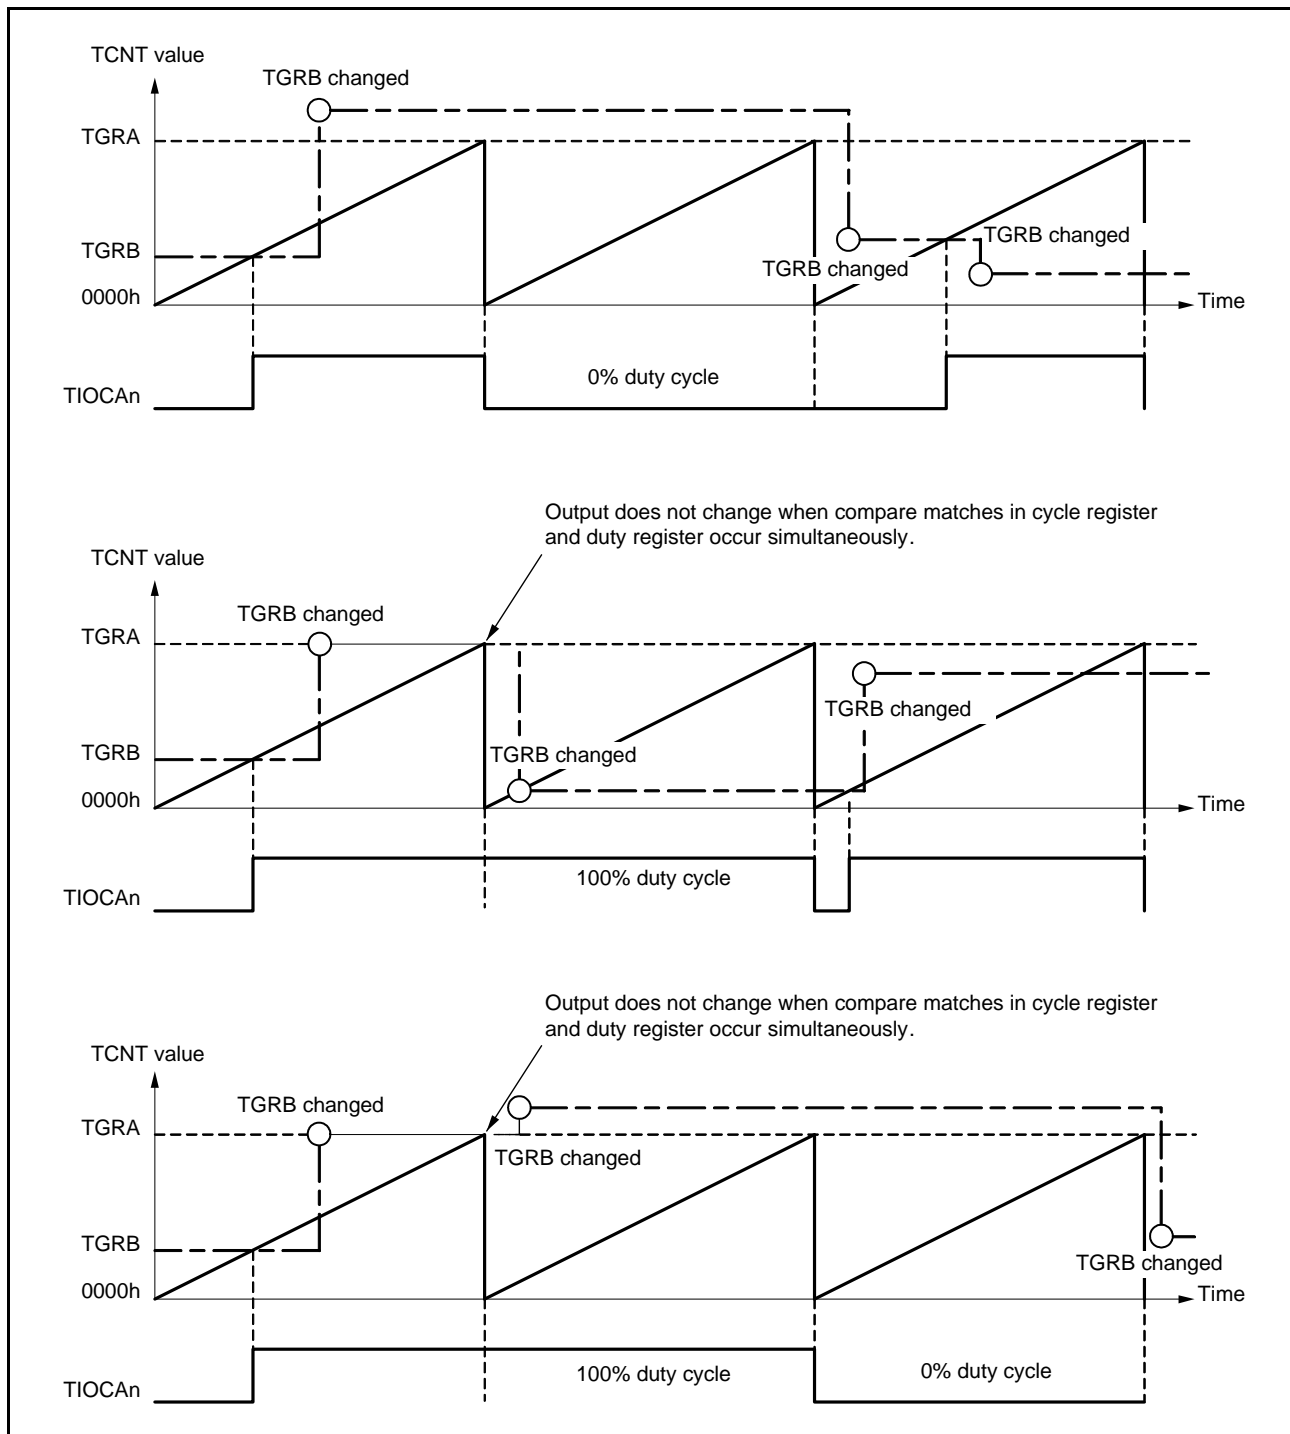 TCNT value
TGRB changed
TGRA
TGRB changed
TGRB
TGRB changed
0000h
Time
0% duty cycle
TIOCAn
Output does not change when compare matches in cycle register
and duty register occur simultaneously.
TCNT value
TGRB changed
TGRA
TGRB changed
TGRB
TGRB changed
0000h
Time
100% duty cycle
TIOCAn
Output does not change when compare matches in cycle register
and duty register occur simultaneously.
TCNT value
TGRB changed
TGRA
TGRB changed
TGRB
TGRB changed
0000h
Time
100% duty cycle
0% duty cycle
TIOCAn